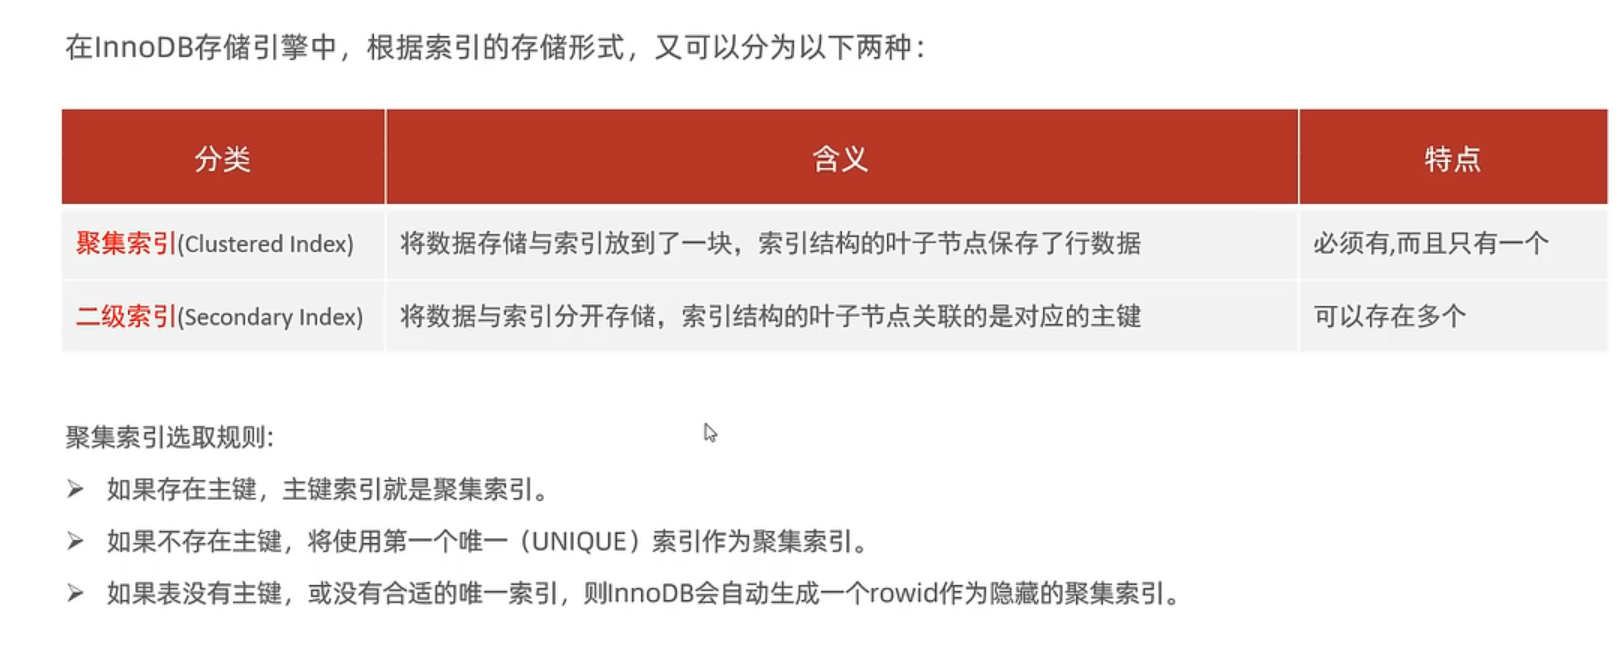 在InnoDB存储引擎中，根据索引的存储形式，又可以分为以下两种：
分类 含义 特点
聚集索引(Clustered Index) 将数据存储与索引放到了一块，索引结构的叶子节点保存了行数据 必须有,而且只有一个
二级索引(Secondary Index) 将数据与索引分开存储，索引结构的叶子节点关联的是对应的主键 可以存在多个
聚集索引选取规则:
➢ 如果存在主键，主键索引就是聚集索引。
➢ 如果不存在主键，将使用第一个唯一（UNIQUE）索引作为聚集索引。
➢ 如果表没有主键，或没有合适的唯一索引，则InnoDB会自动生成一个rowid作为隐藏的聚集索引。